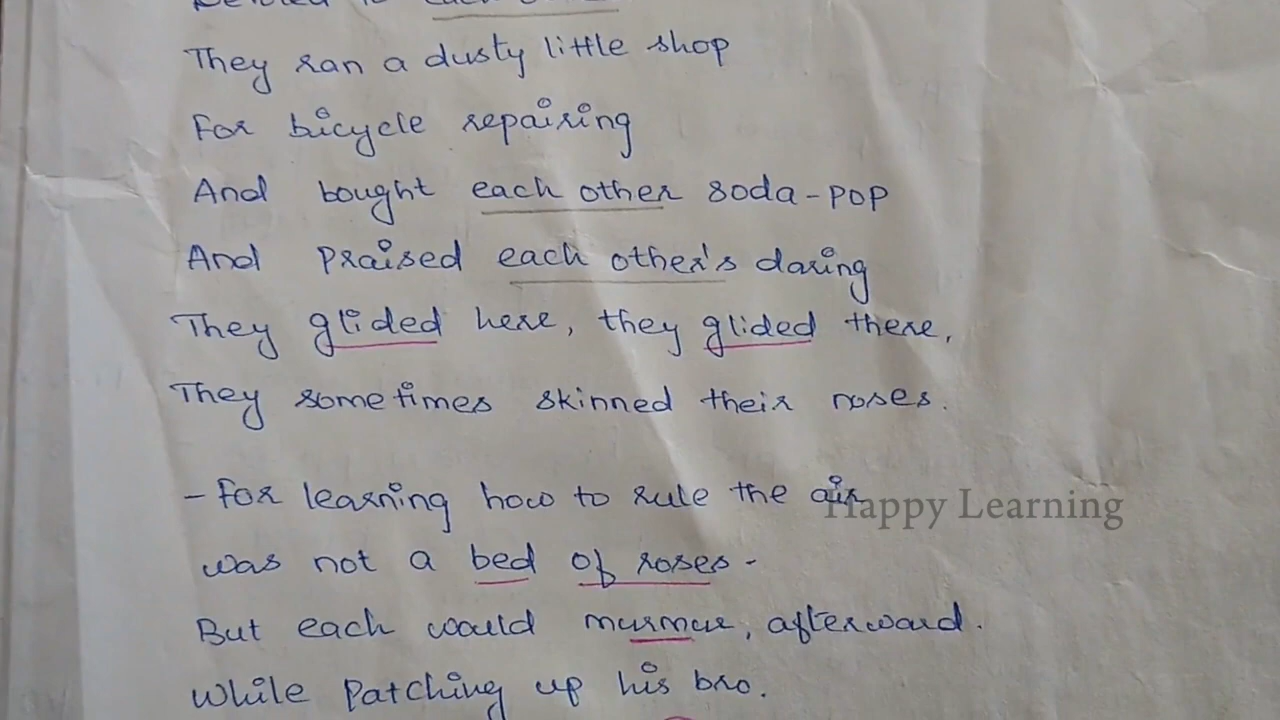 They ran a dusty little shop
For bicycle repairing
And bought each other soda-pop
And praised each other's daring
They glided here, they glided there,
They sometimes skinned their noses.
- For learning how to rule the air
Happy Learning
was not a bed of roses -
But each would murmur, afterward.
While patching up his bro.